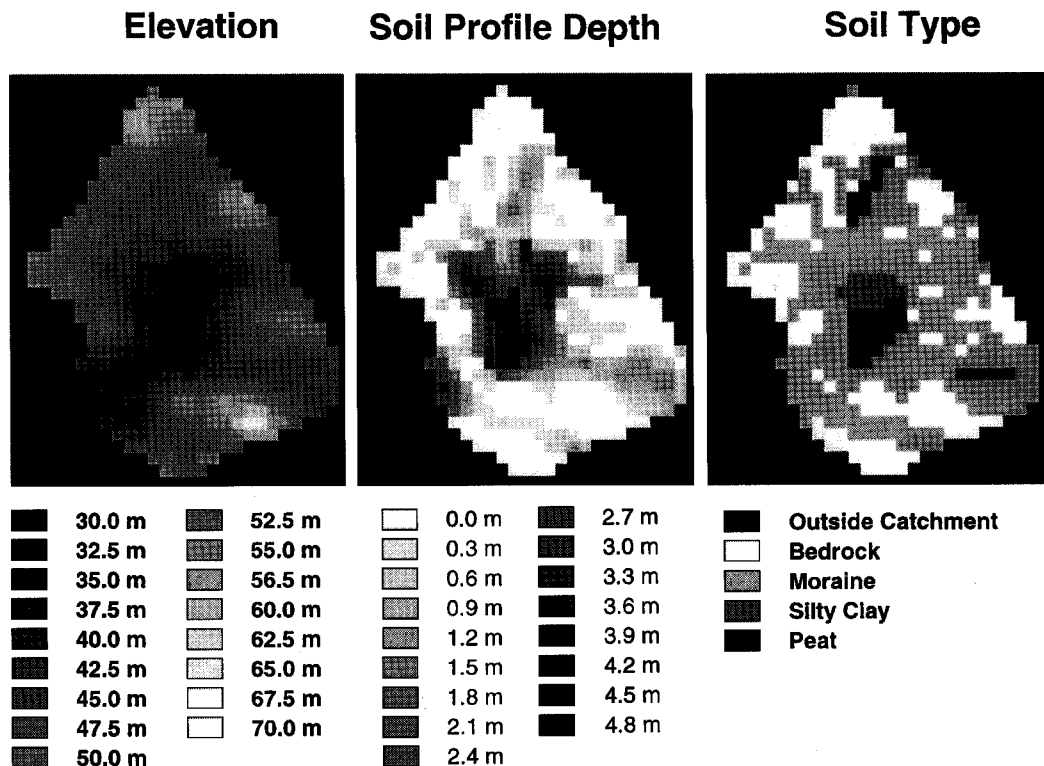 Elevation
Soil Profile Depth
Soil Type
30.0 m
32.5 m
35.0 m
37.5 m
40.0 m
42.5 m
45.0 m
47.5 m
50.0 m
52.5 m
55.0 m
56.5 m
60.0 m
62.5 m
65.0 m
67.5 m
70.0 m
0.0 m
0.3 m
0.6 m
0.9 m
1.2 m
1.5 m
1.8 m
2.1 m
2.4 m
2.7 m
3.0 m
3.3 m
3.6 m
3.9 m
4.2 m
4.5 m
4.8 m
Outside Catchment
Bedrock
Moraine
Silty Clay
Peat